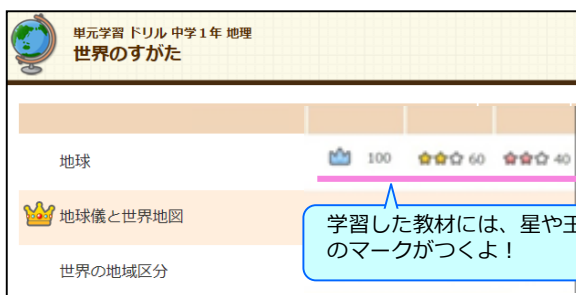 単元学習 ドリル 中学1年 地理
世界のすがた
地球 100 60 40
地球儀と世界地図
学習した教材には、星や王
のマークがつくよ！
世界の地域区分